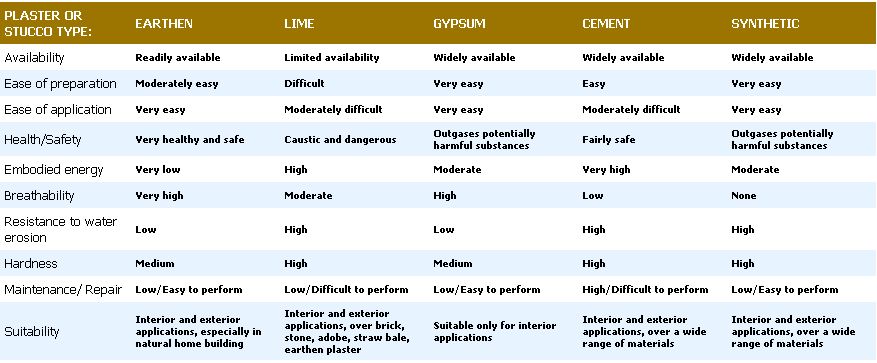 PLASTER OR STUCCO TYPE: EARTHEN LIME GYPSUM CEMENT SYNTHETIC
Availability Readily available Limited availability Widely available Widely available Widely available
Ease of preparation Moderately easy Difficult Very easy Easy Very easy
Ease of application Very easy Moderately difficult Very easy Moderately difficult Very easy
Health/Safety Very healthy and safe Caustic and dangerous Outgases potentially harmful substances Fairly safe Outgases potentially harmful substances
Embodied energy Very low High Moderate Very high Moderate
Breathability Very high Moderate High Low None
Resistance to water erosion Low High Low High High
Hardness Medium High Medium High High
Maintenance/ Repair Low/Easy to perform Low/Difficult to perform Low/Easy to perform High/Difficult to perform Low/Easy to perform
Suitability Interior and exterior applications, especially in natural home building Interior and exterior applications, over brick, stone, adobe, straw bale, earthen plaster Suitable only for interior applications Interior and exterior applications, over a wide range of materials Interior and exterior applications, over a wide range of materials